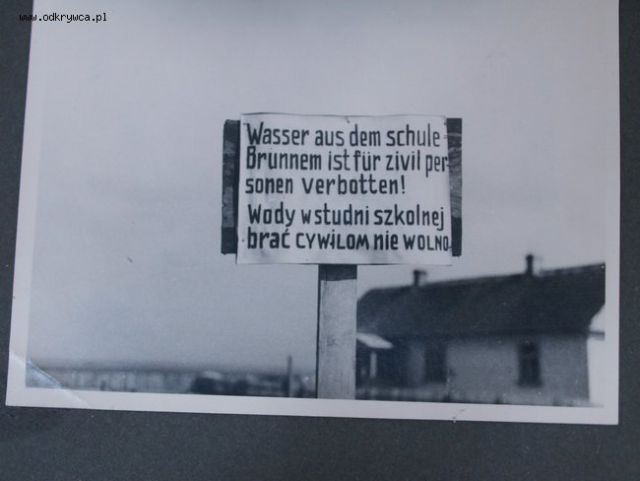 www.odkrywca.pl
Wasser aus dem schule
Brunnem ist für zivil per-
sonen verbotten!
Wody w studni szkolnej
brać CYWiLOM nie WOLNO.